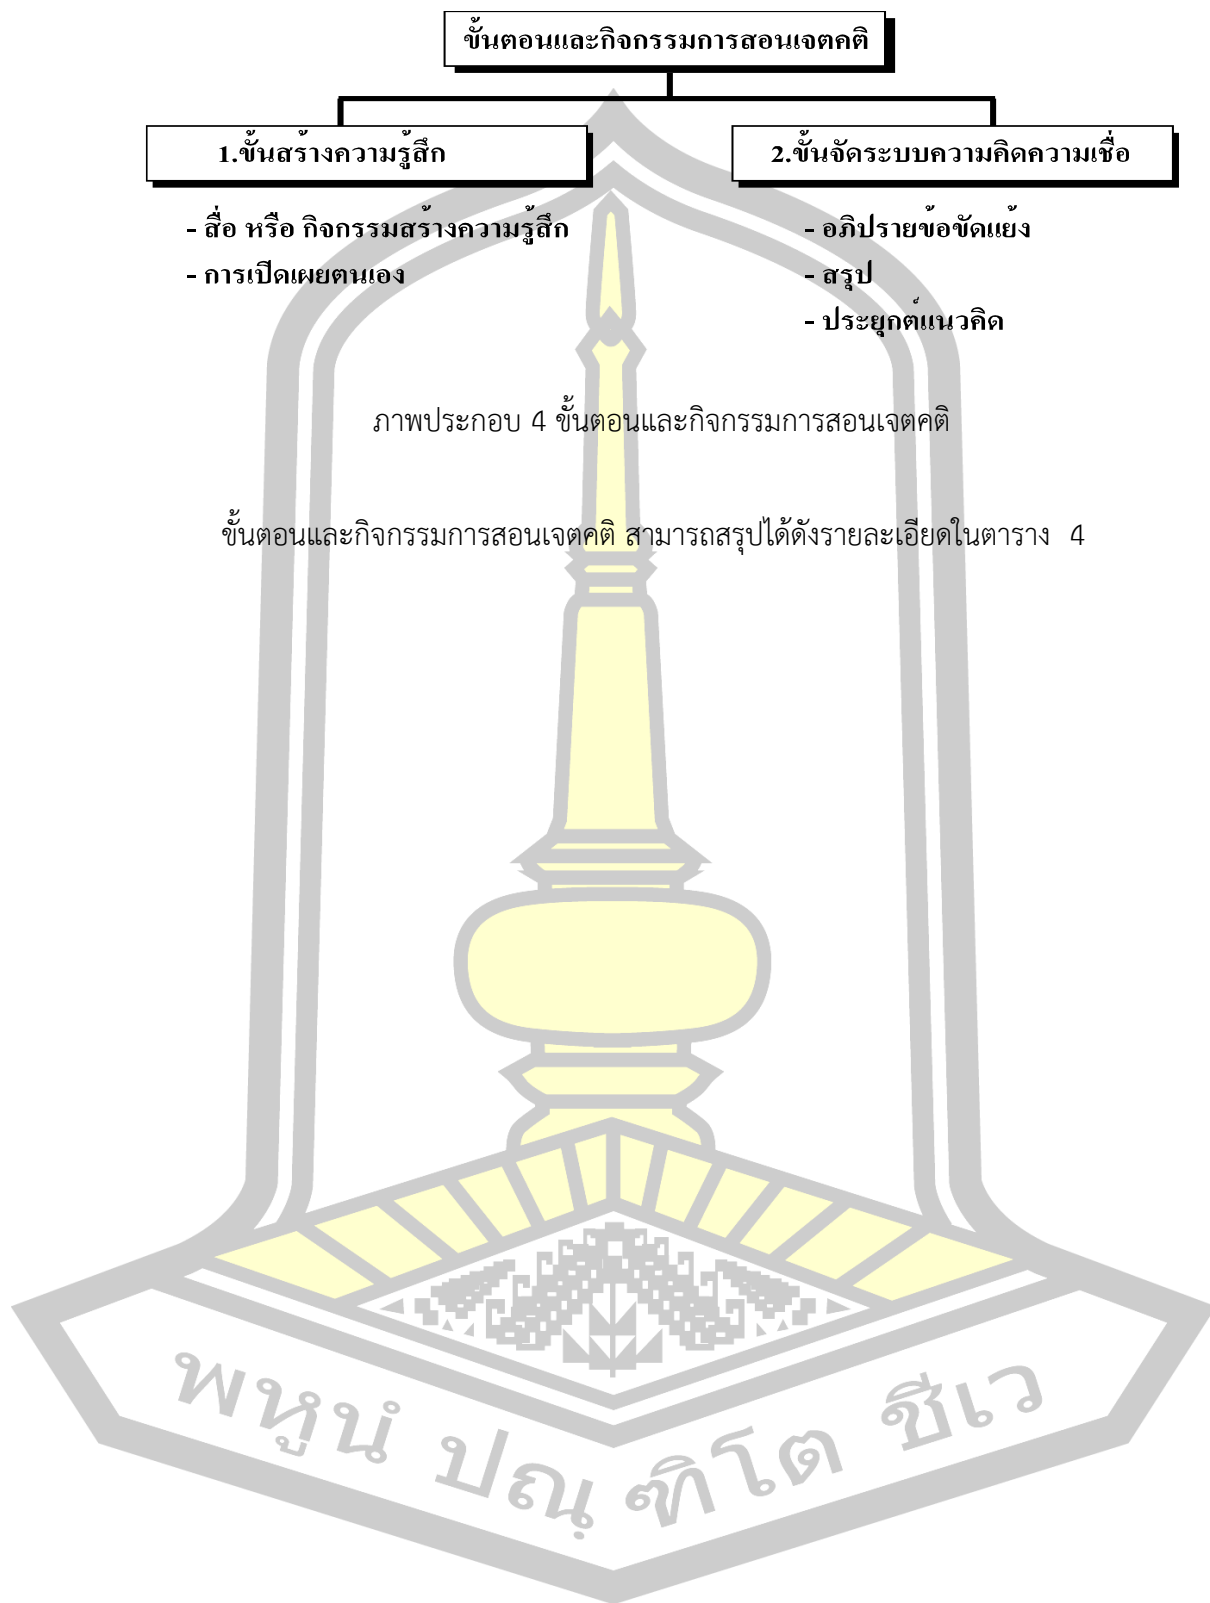 ขั้นตอนและกิจกรรมการสอนเจตคติ
1.ขั้นสร้างความรู้สึก
2.ขั้นจัดระบบความคิดความเชื่อ
- สื่อ หรือ กิจกรรมสร้างความรู้สึก
- การเปิดเผยตนเอง
- อภิปรายข้อขัดแย้ง
- สรุป
- ประยุกต์แนวคิด
ภาพประกอบ 4 ขั้นตอนและกิจกรรมการสอนเจตคติ
ขั้นตอนและกิจกรรมการสอนเจตคติ สามารถสรุปได้ดังรายละเอียดในตาราง 4
พหูนํ ปณฺฑิโต ชีเว